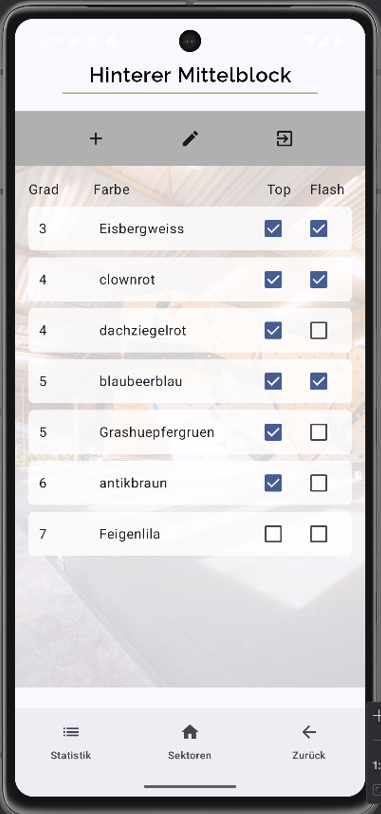 Hinterer Mittelblock
Grad Farbe Top Flash
3 Eisbergweiss
4 clownrot
4 dachziegelrot
5 blaubeerblau
5 Grashuepfergruen
6 antikbraun
7 Feigenlila
Statistik Sektoren Zurück